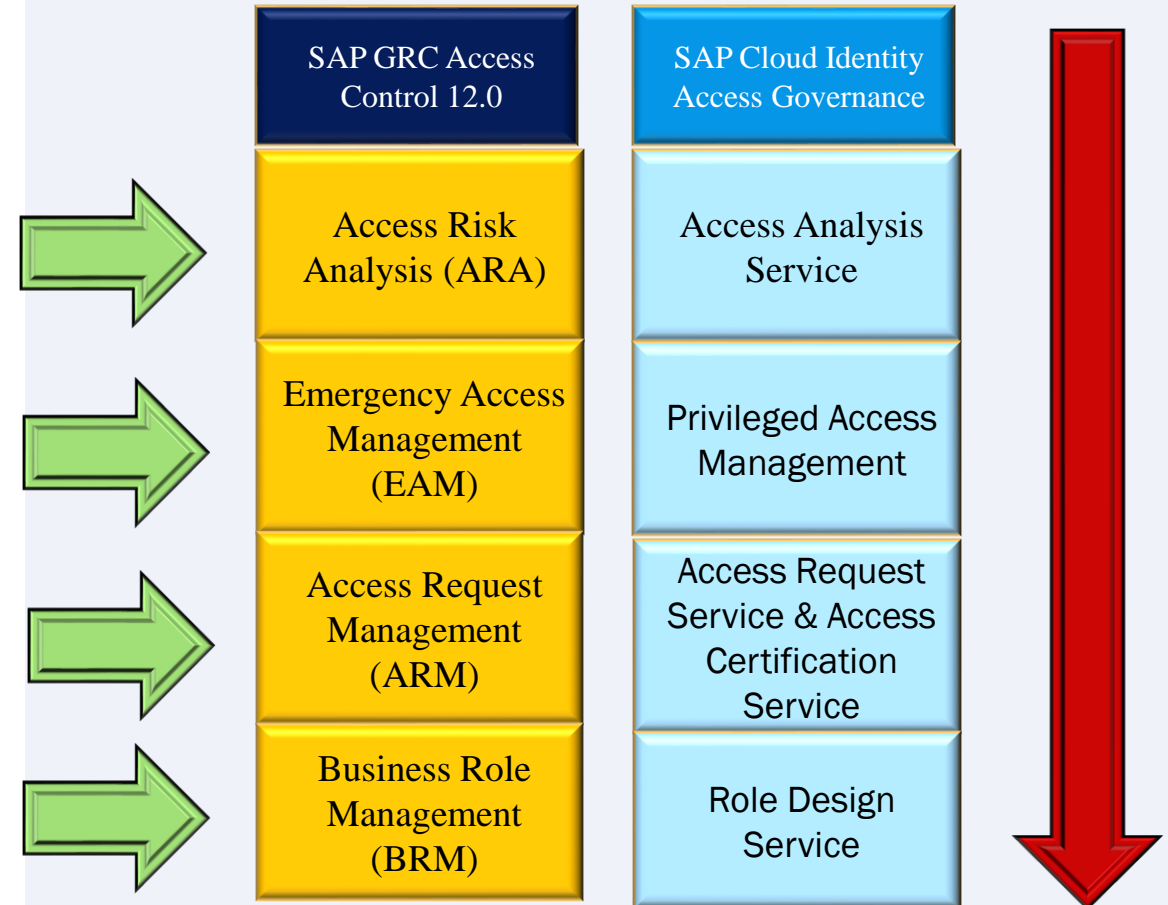 SAP GRC Access
Control 12.0
SAP Cloud Identity
Access Governance
Access Risk
Analysis (ARA)
Access Analysis
Service
Emergency Access
Management
(EAM)
Privileged Access
Management
Access Request
Management
(ARM)
Access Request
Service & Access
Certification
Service
Business Role
Management
(BRM)
Role Design
Service